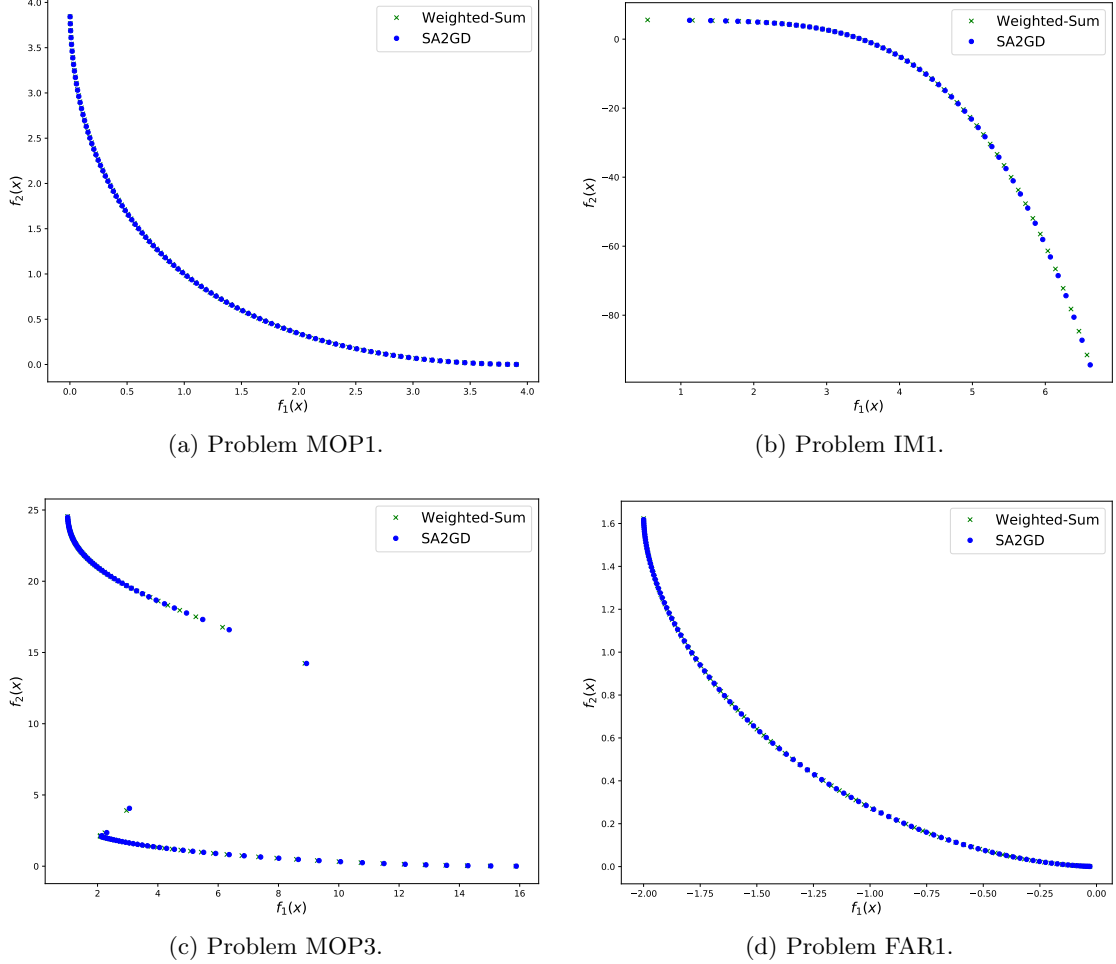 4.0
3.5
3.0
2.5
2.0
1.5
1.0
0.5
0.0
f₂(x)
Weighted-Sum
SA2GD
0.0 0.5 1.0 1.5 2.0 2.5 3.0 3.5 4.0
f₁(x)
(a) Problem MOP1.
0
−20
−40
−60
−80
f₂(x)
Weighted-Sum
SA2GD
1 2 3 4 5 6
f₁(x)
(b) Problem IM1.
25
20
15
10
5
0
f₂(x)
Weighted-Sum
SA2GD
2 4 6 8 10 12 14 16
f₁(x)
(c) Problem MOP3.
1.6
1.4
1.2
1.0
0.8
0.6
0.4
0.2
0.0
f₂(x)
Weighted-Sum
SA2GD
−2.00 −1.75 −1.50 −1.25 −1.00 −0.75 −0.50 −0.25 0.00
f₁(x)
(d) Problem FAR1.